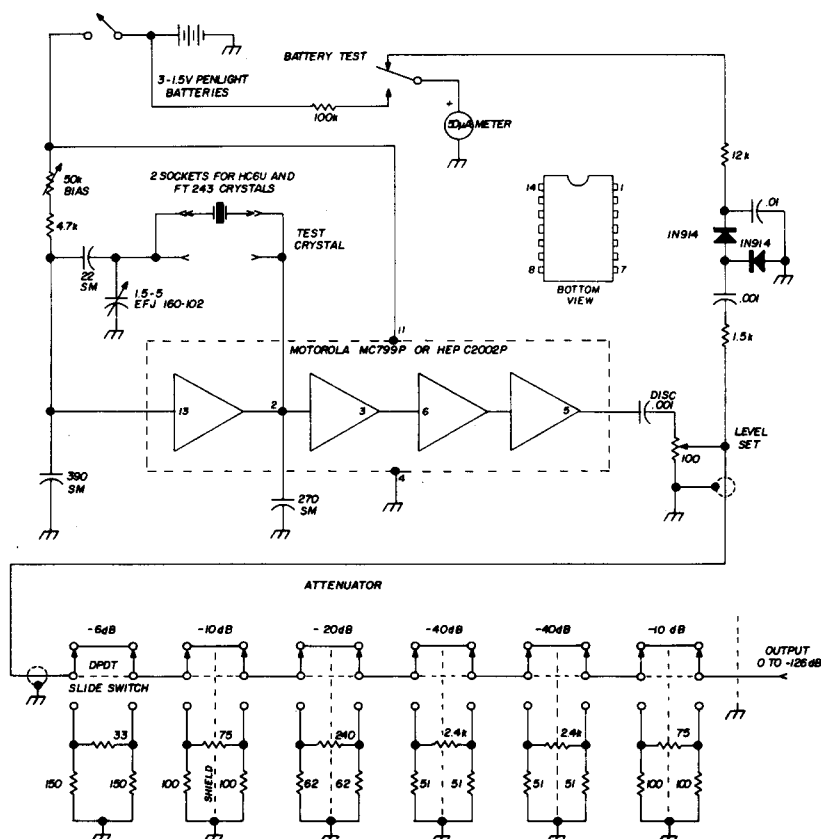 BATTERY TEST
3-1.5V PENLIGHT
BATTERIES
100k
+
50µA METER
50k
BIAS
4.7k
2 SOCKETS FOR HC6U AND
FT 243 CRYSTALS
TEST
CRYSTAL
22
SM
1.5-5
EFJ 160-102
14
1
8
7
BOTTOM
VIEW
12k
.01
1N914
1N914
.001
1.5k
11
MOTOROLA MC799P OR HEP C2002P
13
2
3
6
5
4
DISC
.001
100
LEVEL
SET
390
SM
270
SM
ATTENUATOR
-6dB
-10dB
-20dB
-40dB
-40dB
-10 dB
DPDT
SLIDE SWITCH
OUTPUT
0 TO -126dB
33
75
240
2.4k
2.4k
75
150
150
100
SHIELD
100
62
62
51
51
51
51
100
100